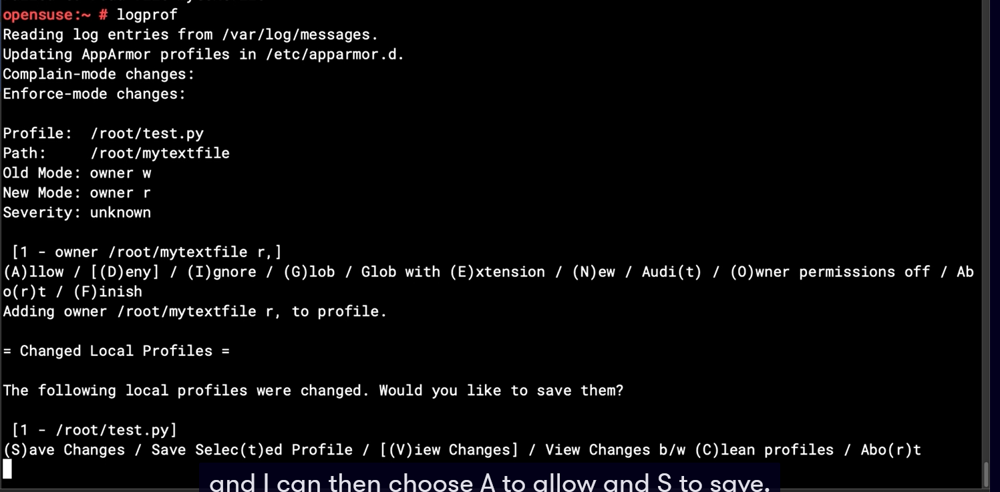 opensuse:~ # logprof
Reading log entries from /var/log/messages.
Updating AppArmor profiles in /etc/apparmor.d.
Complain-mode changes:
Enforce-mode changes:
Profile:  /root/test.py
Path:     /root/mytextfile
Old Mode: owner w
New Mode: owner r
Severity: unknown
[1 - owner /root/mytextfile r,]
(A)llow / [(D)eny] / (I)gnore / (G)lob / Glob with (E)xtension / (N)ew / Audi(t) / (O)wner permissions off / Ab
o(r)t / (F)inish
Adding owner /root/mytextfile r, to profile.
= Changed Local Profiles =
The following local profiles were changed. Would you like to save them?
[1 - /root/test.py]
(S)ave Changes / Save Selec(t)ed Profile / [(V)iew Changes] / View Changes b/w (C)lean profiles / Abo(r)t
and I can then choose A to allow and S to save.